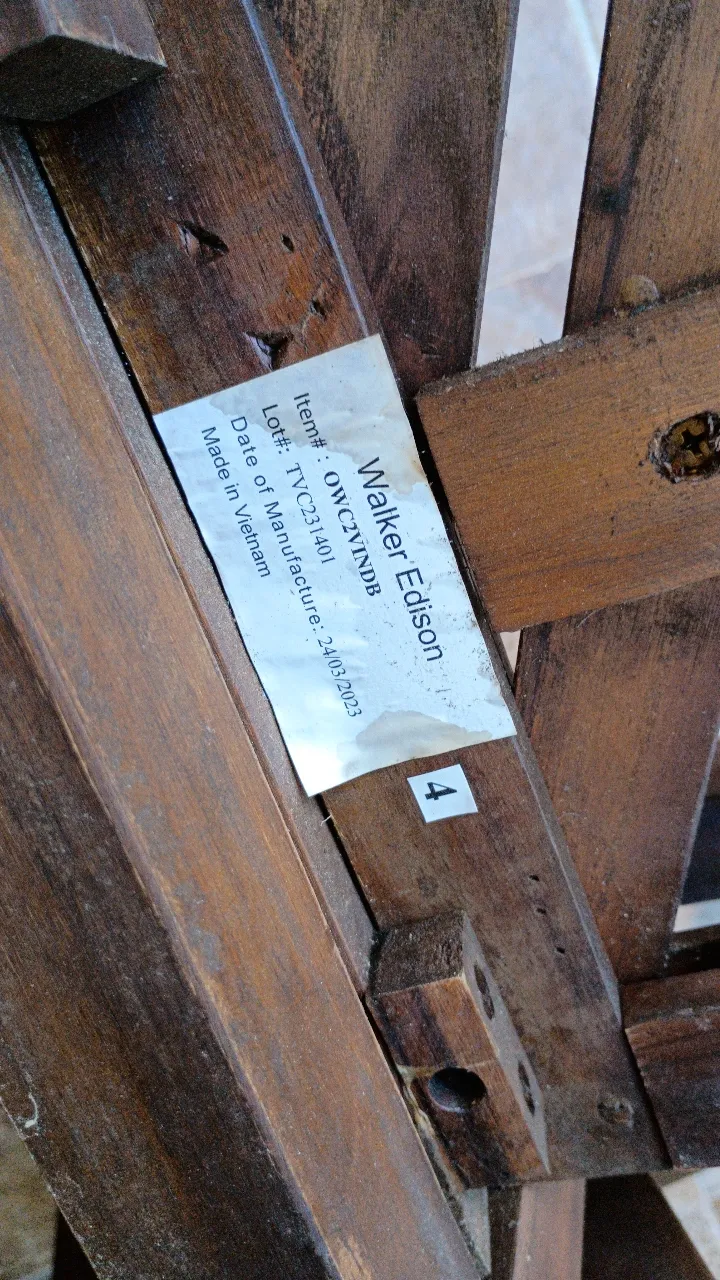 Walker Edison
Item# : OWC2VINDB
Lot#: TVC231401
Date of Manufacture: 24/03/2023
Made in Vietnam
4